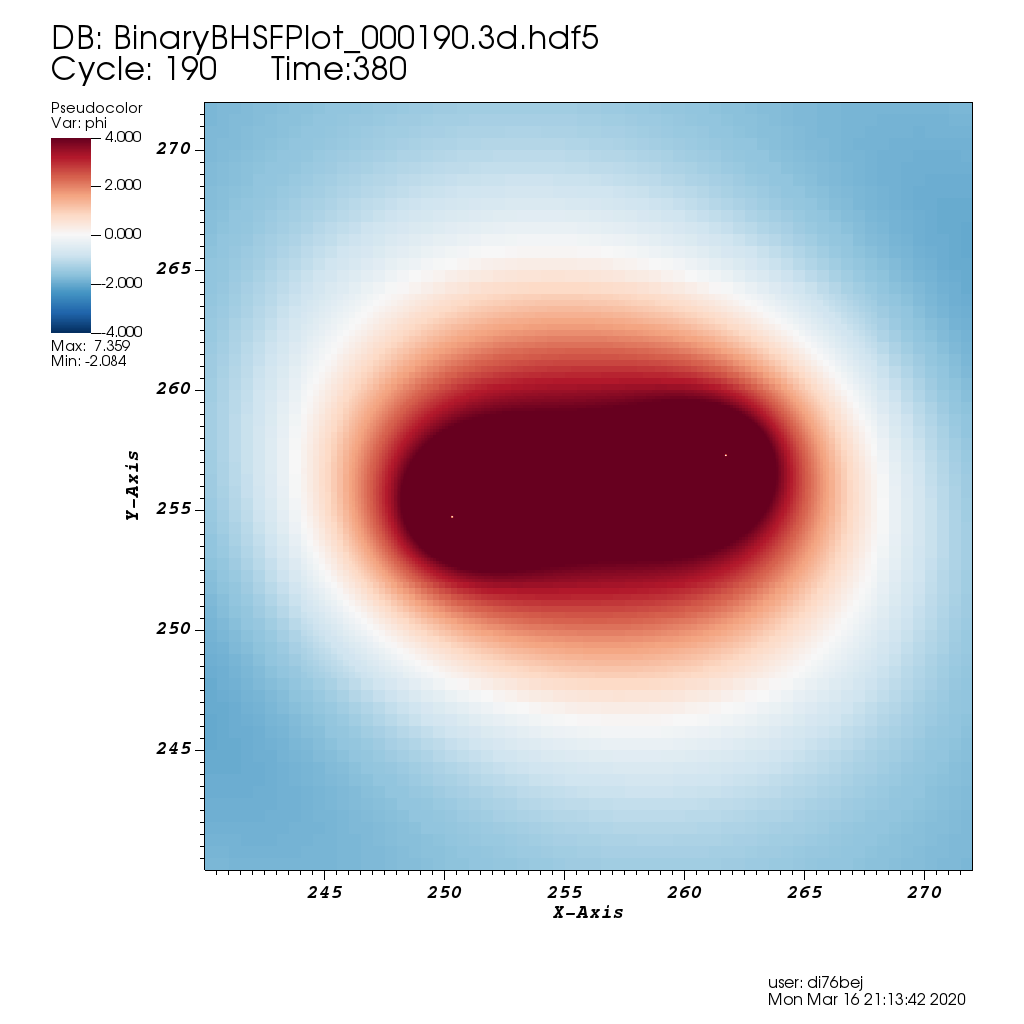 DB: BinaryBHSFPlot_000190.3d.hdf5
Cycle: 190 Time:380
Pseudocolor
Var: phi
4.000
2.000
0.000
-2.000
-4.000
Max: 7.359
Min: -2.084
270
265
260
255
250
245
Y-Axis
245 250 255 260 265 270
X-Axis
user: di76bej
Mon Mar 16 21:13:42 2020